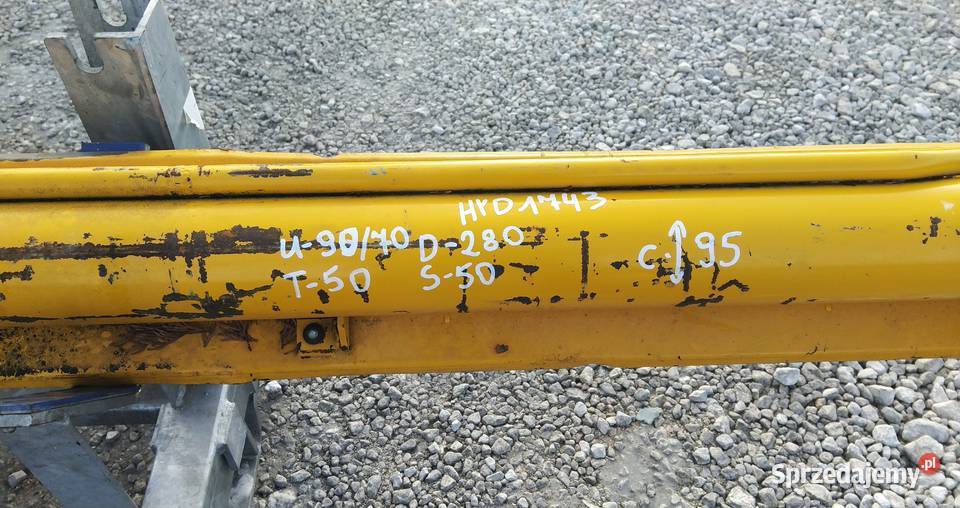 HYD1743
U-90/70 D-280
T-50 S-50
C.↕95
Sprzedajemy.pl